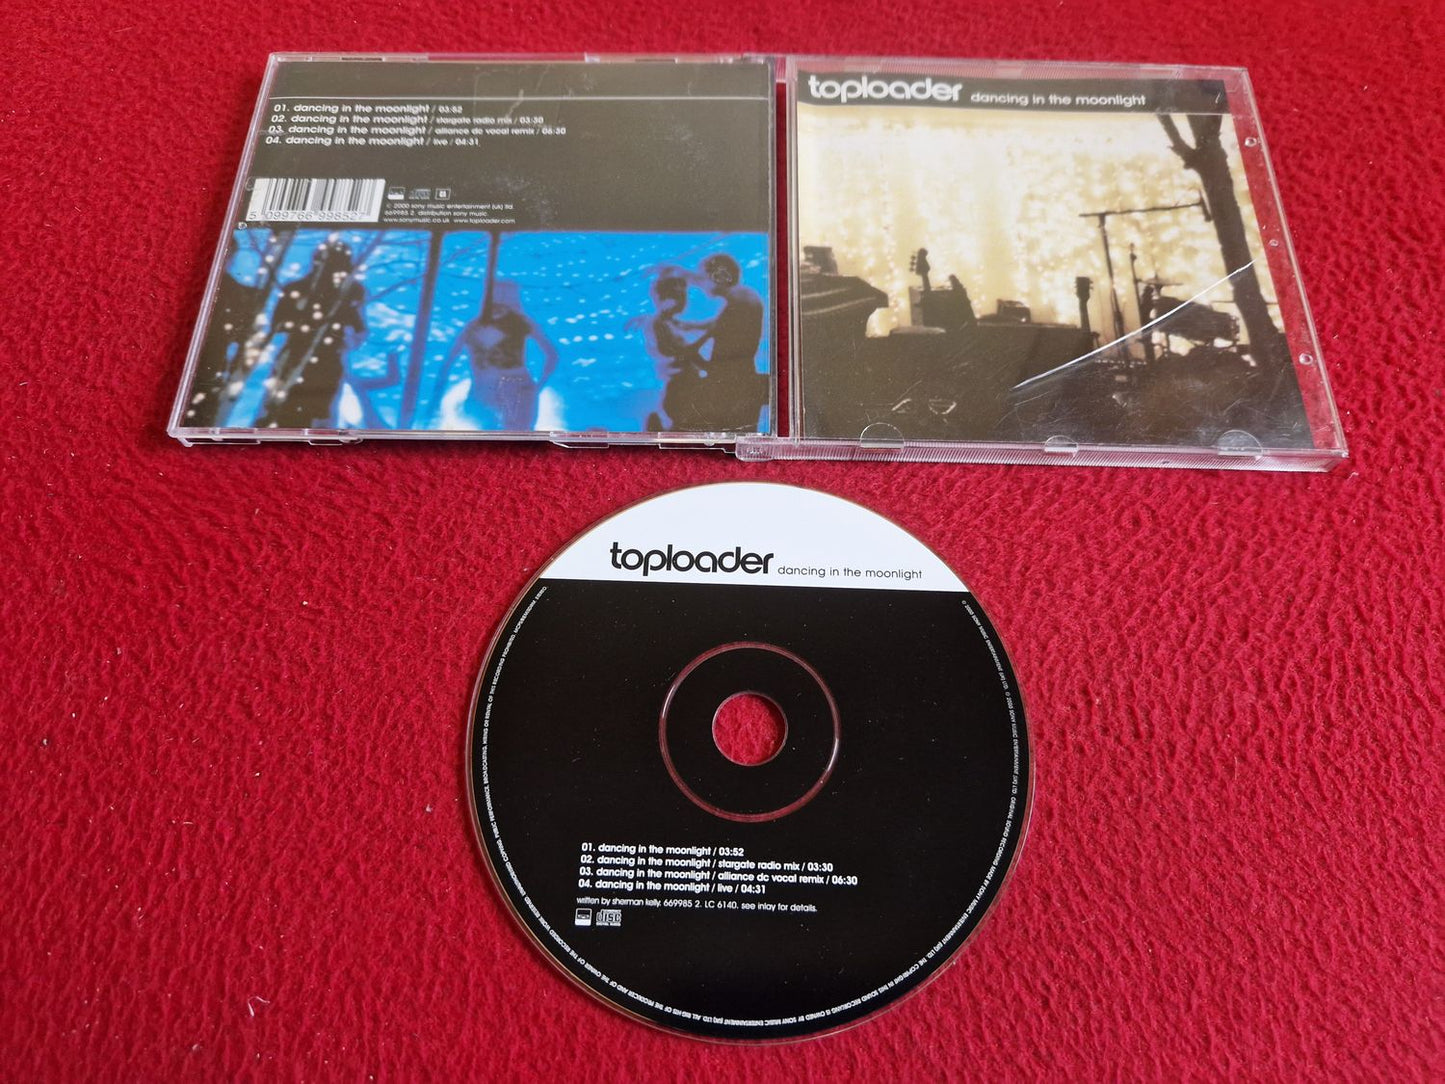 01. dancing in the moonlight / 03:52
02. dancing in the moonlight / stargate radio mix / 03:30
03. dancing in the moonlight / alliance dc vocal remix / 06:30
04. dancing in the moonlight / live / 04:31
5 099766 998527
© 2000 sony music entertainment (uk) ltd.
669985 2. distribution sony music.
www.sonymusic.co.uk www.toploader.com
toploader dancing in the moonlight
toploader dancing in the moonlight
01. dancing in the moonlight / 03:52
02. dancing in the moonlight / stargate radio mix / 03:30
03. dancing in the moonlight / alliance dc vocal remix / 06:30
04. dancing in the moonlight / live / 04:31
written by sherman kelly. 669985 2. LC 6140. see inlay for details.
disc